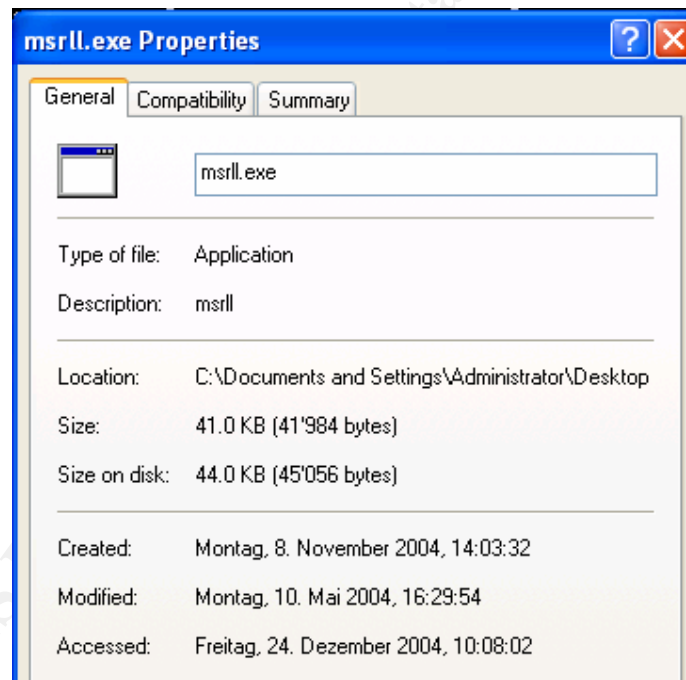 msrll.exe Properties
General Compatibility Summary
msrll.exe
Type of file: Application
Description: msrll
Location: C:\Documents and Settings\Administrator\Desktop
Size: 41.0 KB (41'984 bytes)
Size on disk: 44.0 KB (45'056 bytes)
Created: Montag, 8. November 2004, 14:03:32
Modified: Montag, 10. Mai 2004, 16:29:54
Accessed: Freitag, 24. Dezember 2004, 10:08:02